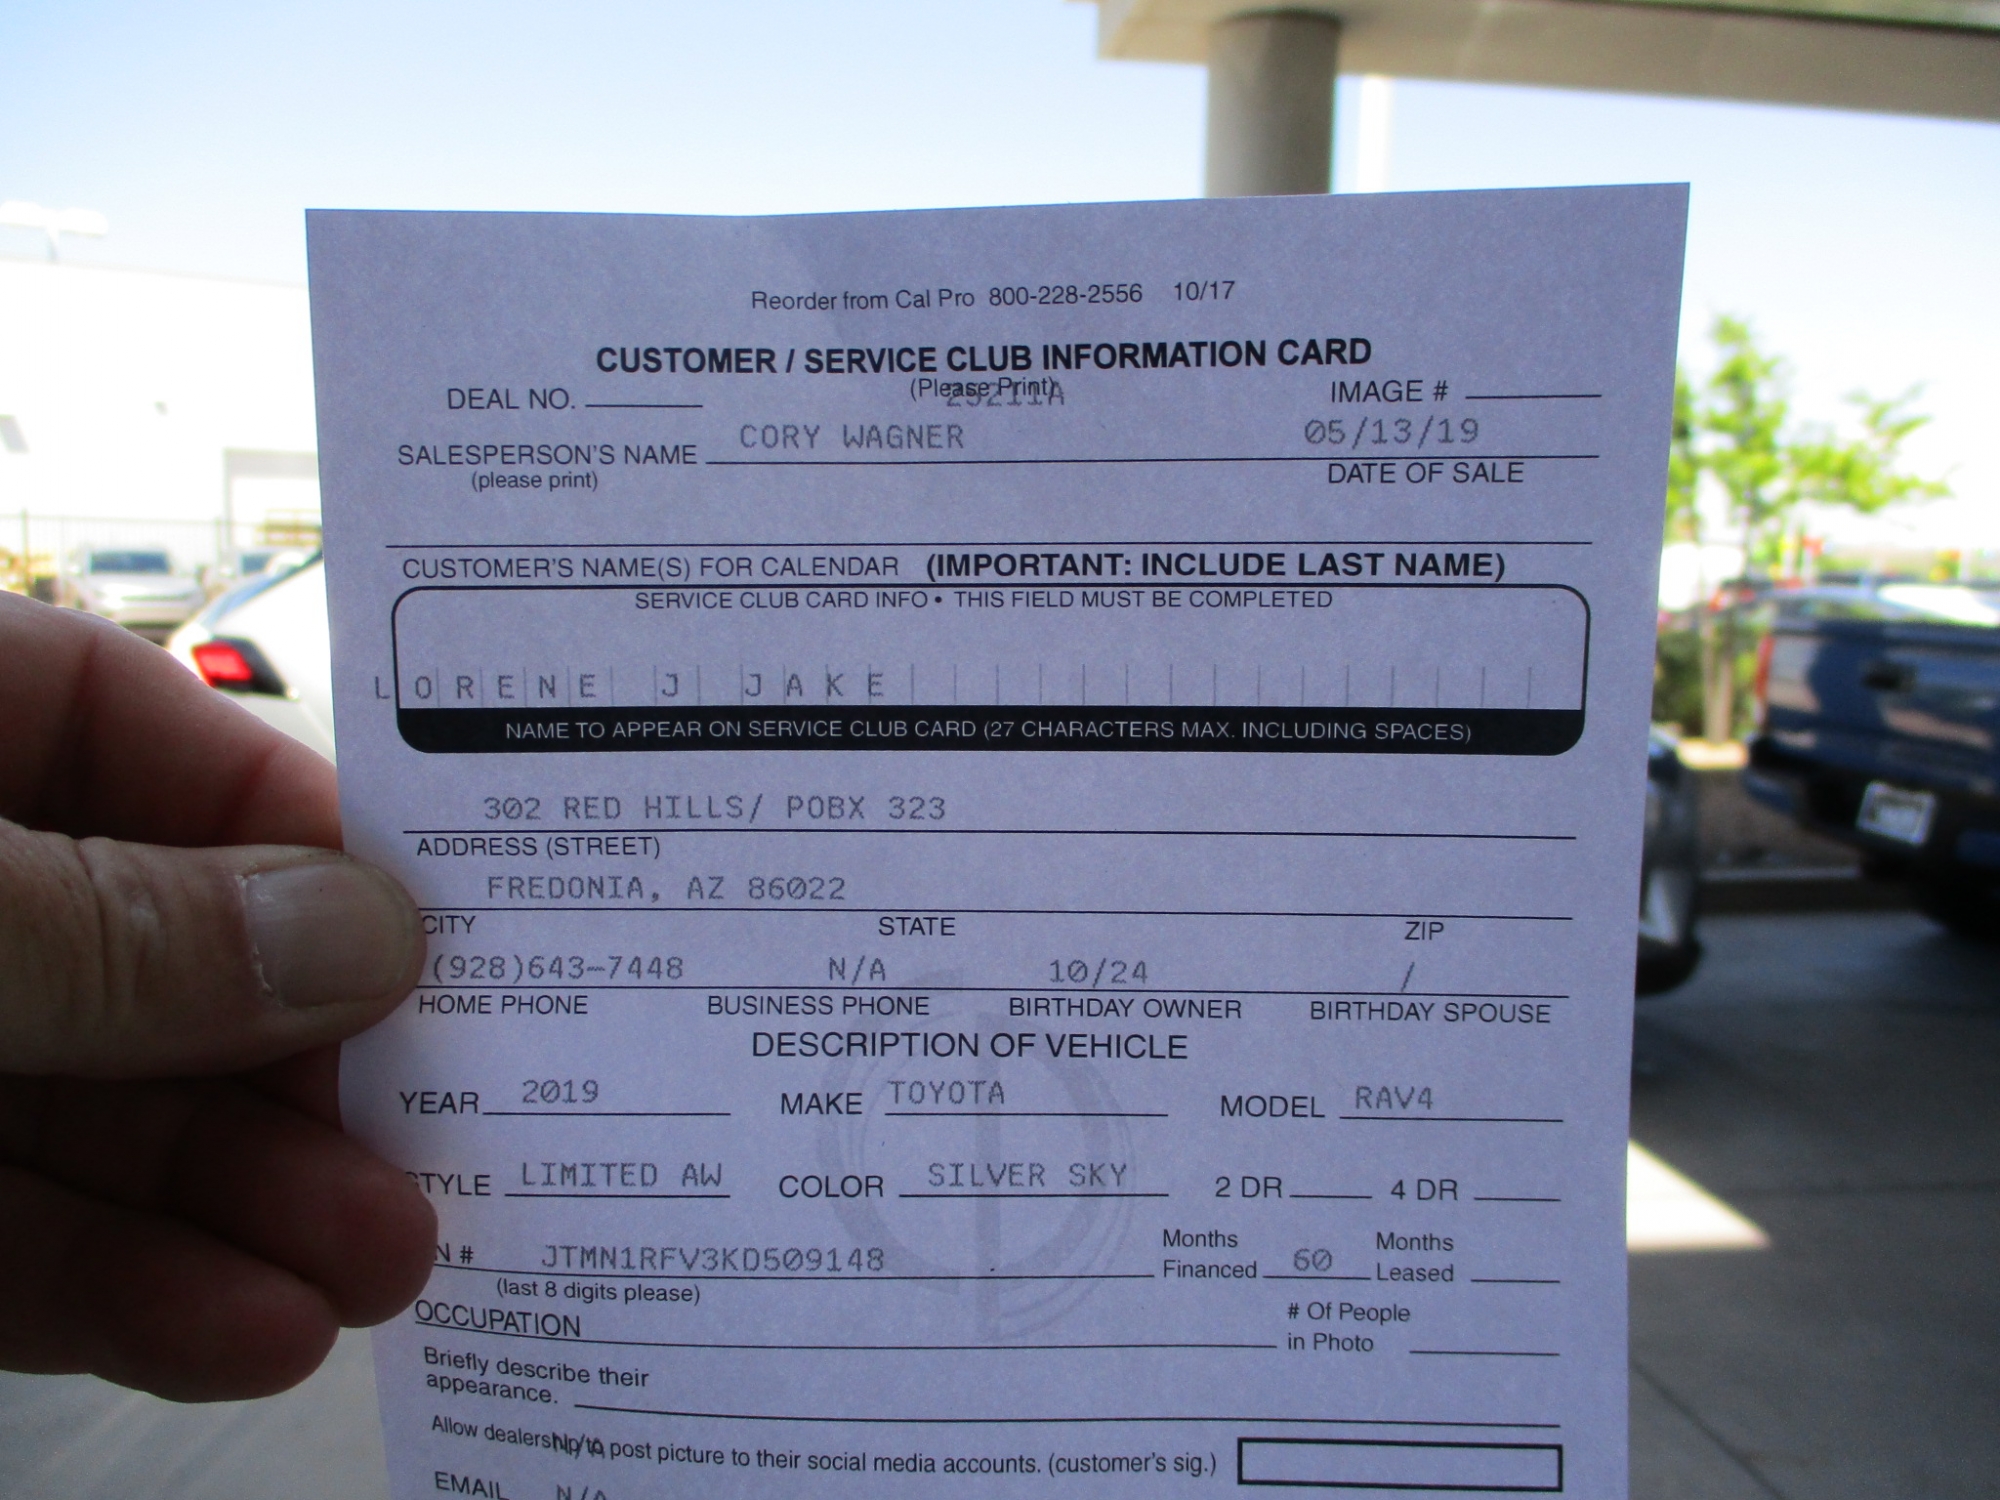 Reorder from Cal Pro 800-228-2556 10/17
CUSTOMER / SERVICE CLUB INFORMATION CARD
(Please Print)
DEAL NO. IMAGE #
CORY WAGNER 05/13/19
SALESPERSON'S NAME
(please print) DATE OF SALE
CUSTOMER'S NAME(S) FOR CALENDAR (IMPORTANT: INCLUDE LAST NAME)
SERVICE CLUB CARD INFO • THIS FIELD MUST BE COMPLETED
LORENE J JAKE
NAME TO APPEAR ON SERVICE CLUB CARD (27 CHARACTERS MAX. INCLUDING SPACES)
302 RED HILLS/ POBX 323
ADDRESS (STREET)
FREDONIA, AZ 86022
CITY STATE ZIP
(928)643-7448 N/A 10/24 /
HOME PHONE BUSINESS PHONE BIRTHDAY OWNER BIRTHDAY SPOUSE
DESCRIPTION OF VEHICLE
YEAR 2019 MAKE TOYOTA MODEL RAV4
STYLE LIMITED AW COLOR SILVER SKY 2 DR 4 DR
N # JTMN1RFV3KD509148 Months Financed 60 Months Leased
(last 8 digits please)
OCCUPATION # Of People in Photo
Briefly describe their
appearance.
Allow dealership to post picture to their social media accounts. (customer's sig.)
N/A
EMAIL N/A